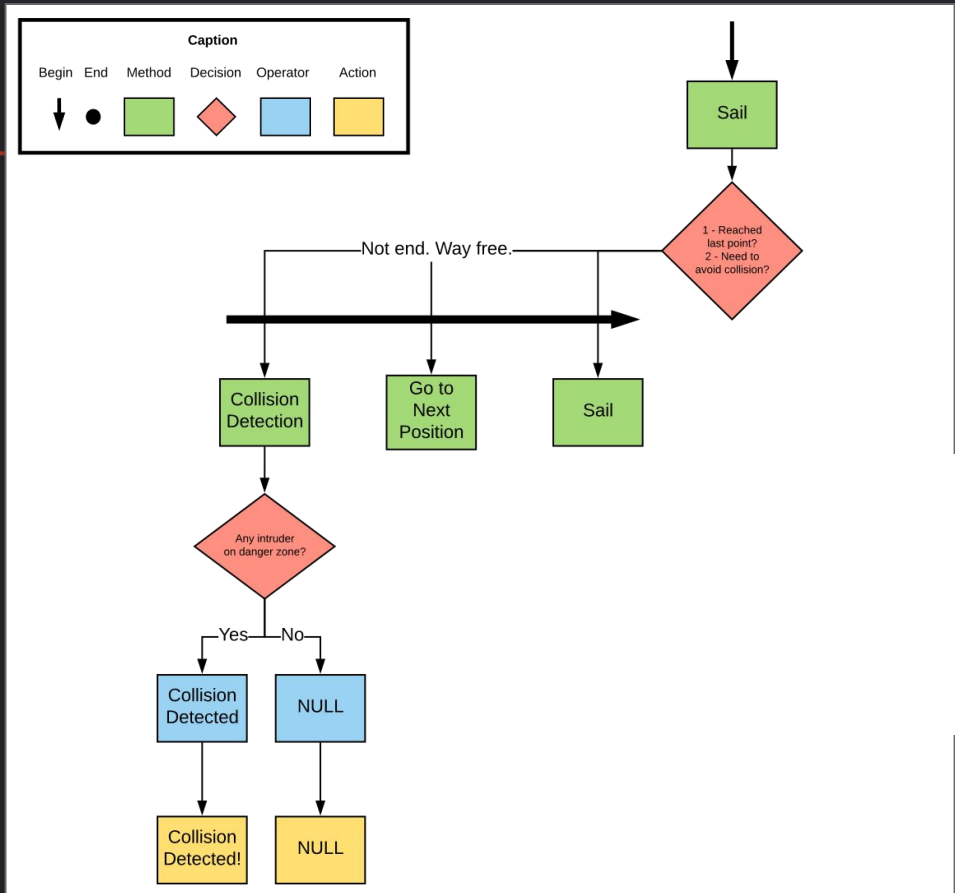 Caption
Begin End Method Decision Operator Action
Sail
1 - Reached
last point?
2 - Need to
avoid collision?
Not end. Way free.
Collision
Detection
Go to
Next
Position
Sail
Any intruder
on danger zone?
Yes No
Collision
Detected
NULL
Collision
Detected!
NULL